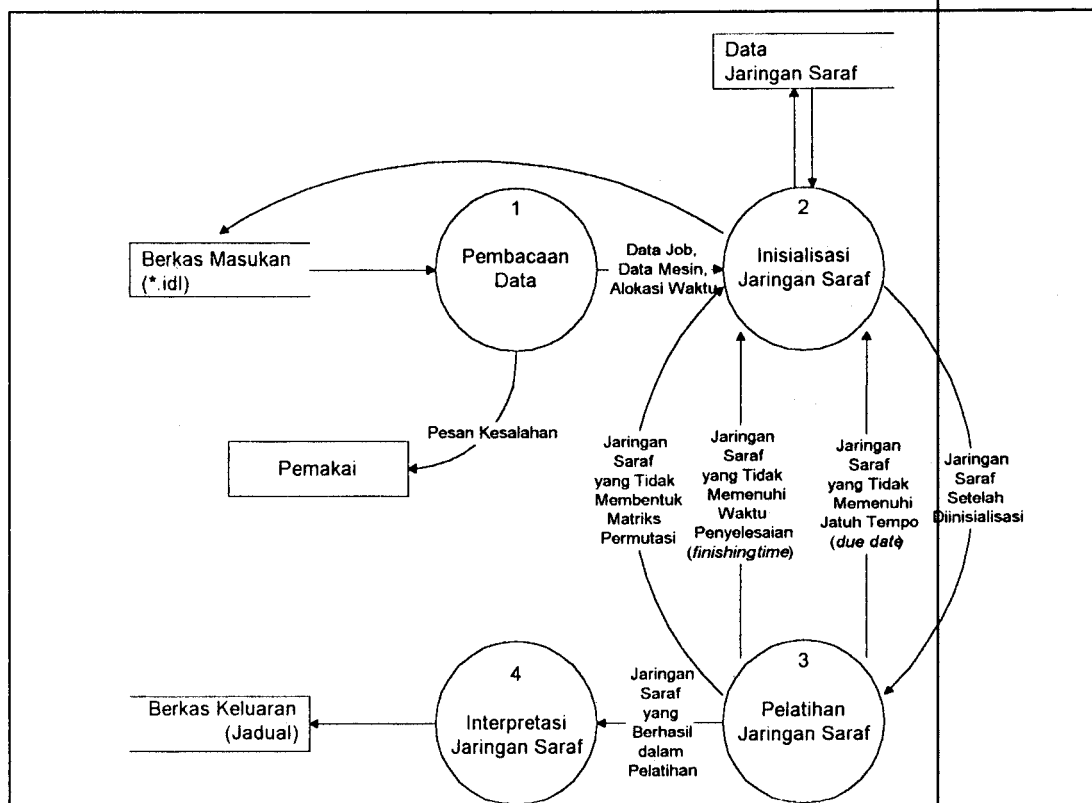 Data
Jaringan Saraf
1
Pembacaan
Data
2
Inisialisasi
Jaringan Saraf
Berkas Masukan
(*.idl)
Data Job,
Data Mesin,
Alokasi Waktu
Pesan Kesalahan
Pemakai
Jaringan
Saraf
yang Tidak
Membentuk
Matriks
Permutasi
Jaringan
Saraf
yang Tidak
Memenuhi
Waktu
Penyelesaian
(finishingtime)
Jaringan
Saraf
yang Tidak
Memenuhi
Jatuh Tempo
(due date)
Jaringan
Saraf
Setelah
Diinisialisasi
3
Pelatihan
Jaringan Saraf
Jaringan
Saraf
yang
Berhasil
dalam
Pelatihan
4
Interpretasi
Jaringan Saraf
Berkas Keluaran
(Jadual)